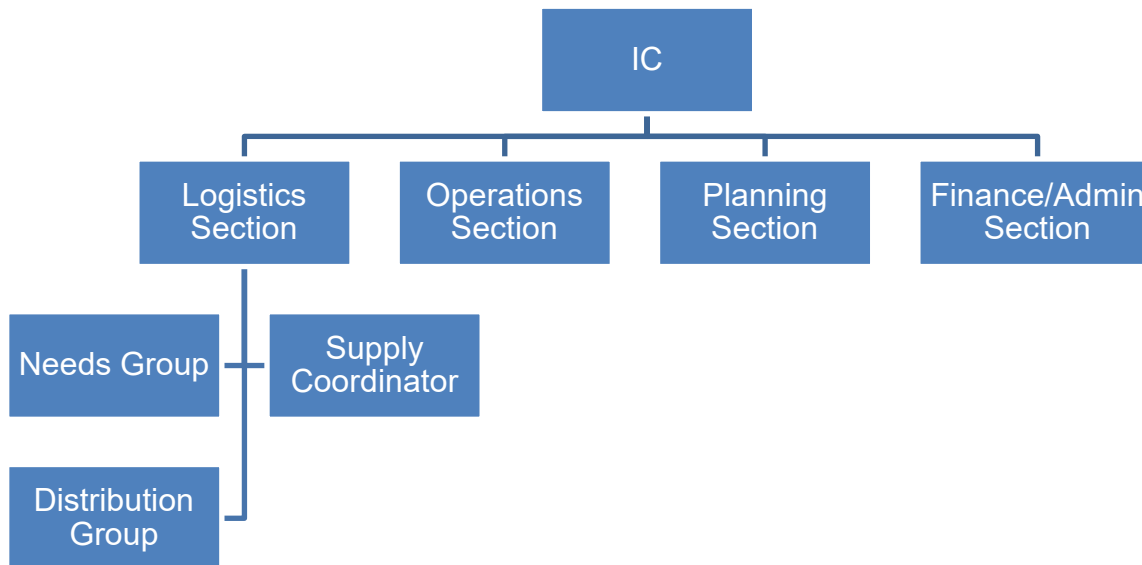 IC
Logistics
Section
Operations
Section
Planning
Section
Finance/Admin
Section
Needs Group
Supply
Coordinator
Distribution
Group